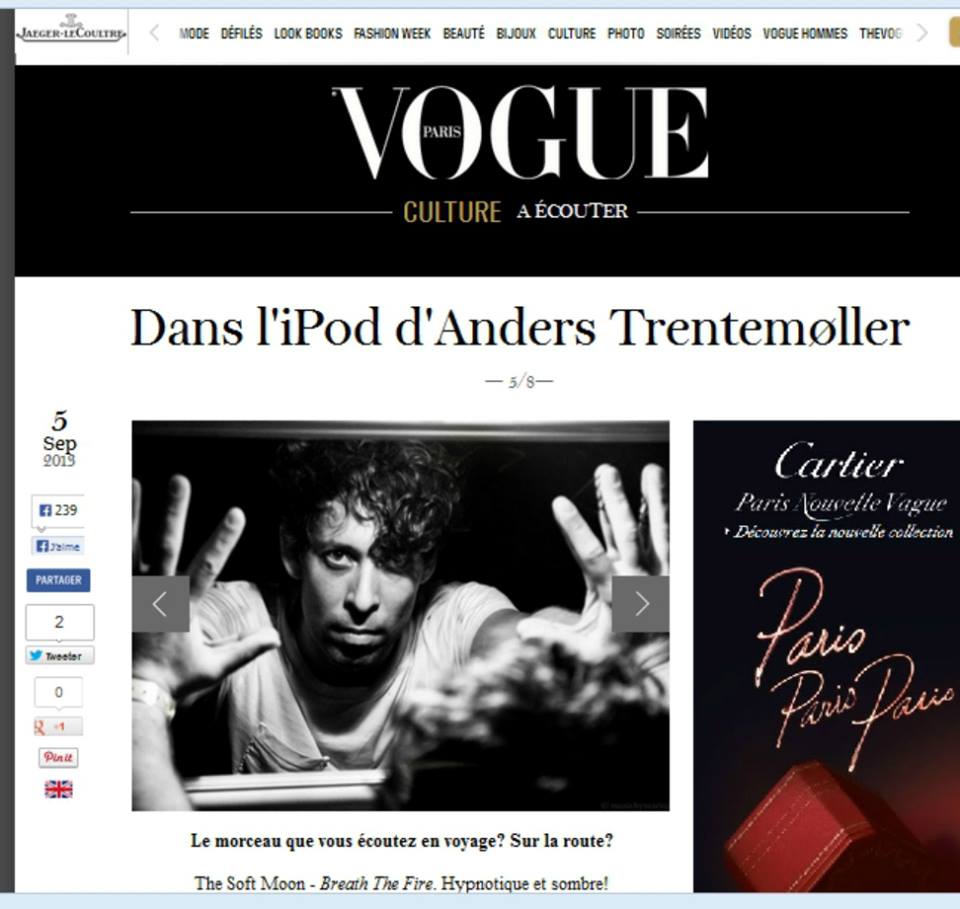 JAEGER-LECOULTRE
MODE DÉFILÉS LOOK BOOKS FASHION WEEK BEAUTÉ BIJOUX CULTURE PHOTO SOIRÉES VIDÉOS VOGUE HOMMES THEVOG
VOGUE
PARIS
CULTURE A ÉCOUTER
Dans l'iPod d'Anders Trentemøller
— 5/8 —
5
Sep
2013
239
J'aime
PARTAGER
2
Tweeter
0
+1
Pinit
Cartier
Paris Nouvelle Vague
Découvrez la nouvelle collection
Paris
Paris Paris
Le morceau que vous écoutez en voyage? Sur la route?
The Soft Moon - Breath The Fire. Hypnotique et sombre!